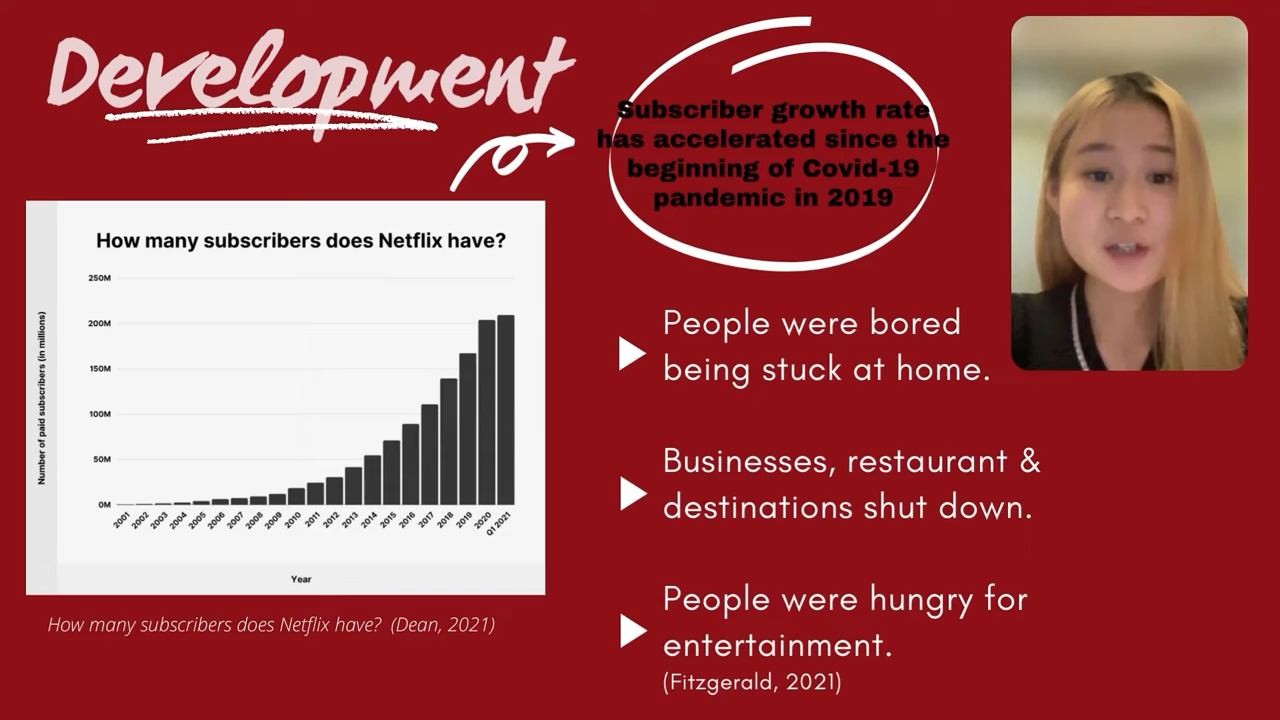 Development
Subscriber growth rate
has accelerated since the
beginning of Covid-19
pandemic in 2019
How many subscribers does Netflix have?
Number of paid subscribers (in millions)
250M
200M
150M
100M
50M
0M
2001 2002 2003 2004 2005 2006 2007 2008 2009 2010 2011 2012 2013 2014 2015 2016 2017 2018 2019 2020 Q1 2021
Year
How many subscribers does Netflix have? (Dean, 2021)
People were bored
being stuck at home.
Businesses, restaurant &
destinations shut down.
People were hungry for
entertainment.
(Fitzgerald, 2021)